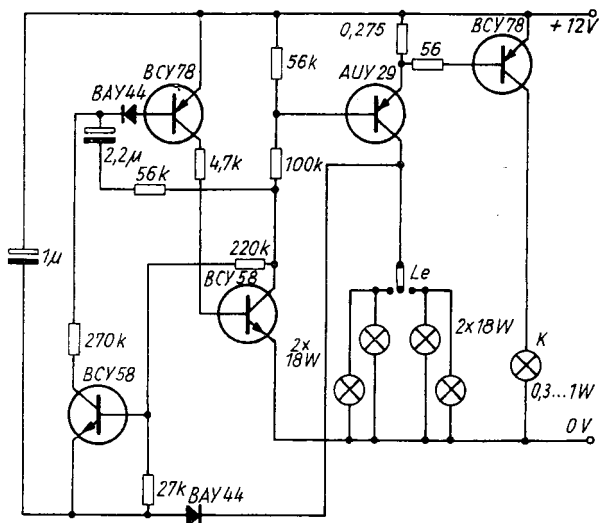 0,275
BCY78
+12V
56
56k
BCY78
AUY29
BAY44
2,2µ
4,7k
100k
56k
220k
1µ
BCY58
Le
2x
18W
2x18W
K
270k
BCY58
0,3...1W
0V
27k
BAY44